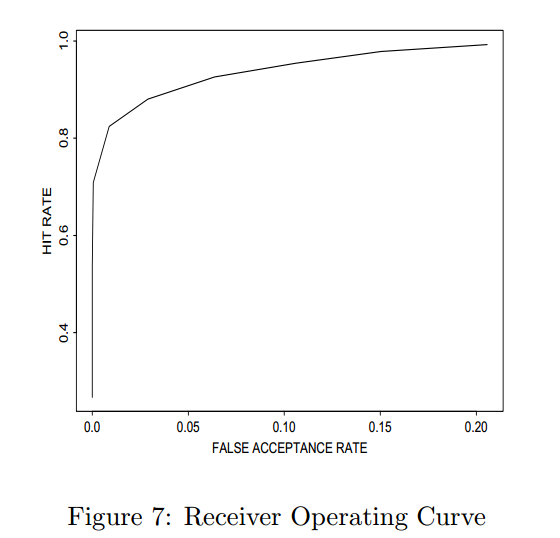 1.0
0.8
0.6
0.4
HIT RATE
0.0 0.05 0.10 0.15 0.20
FALSE ACCEPTANCE RATE
Figure 7: Receiver Operating Curve